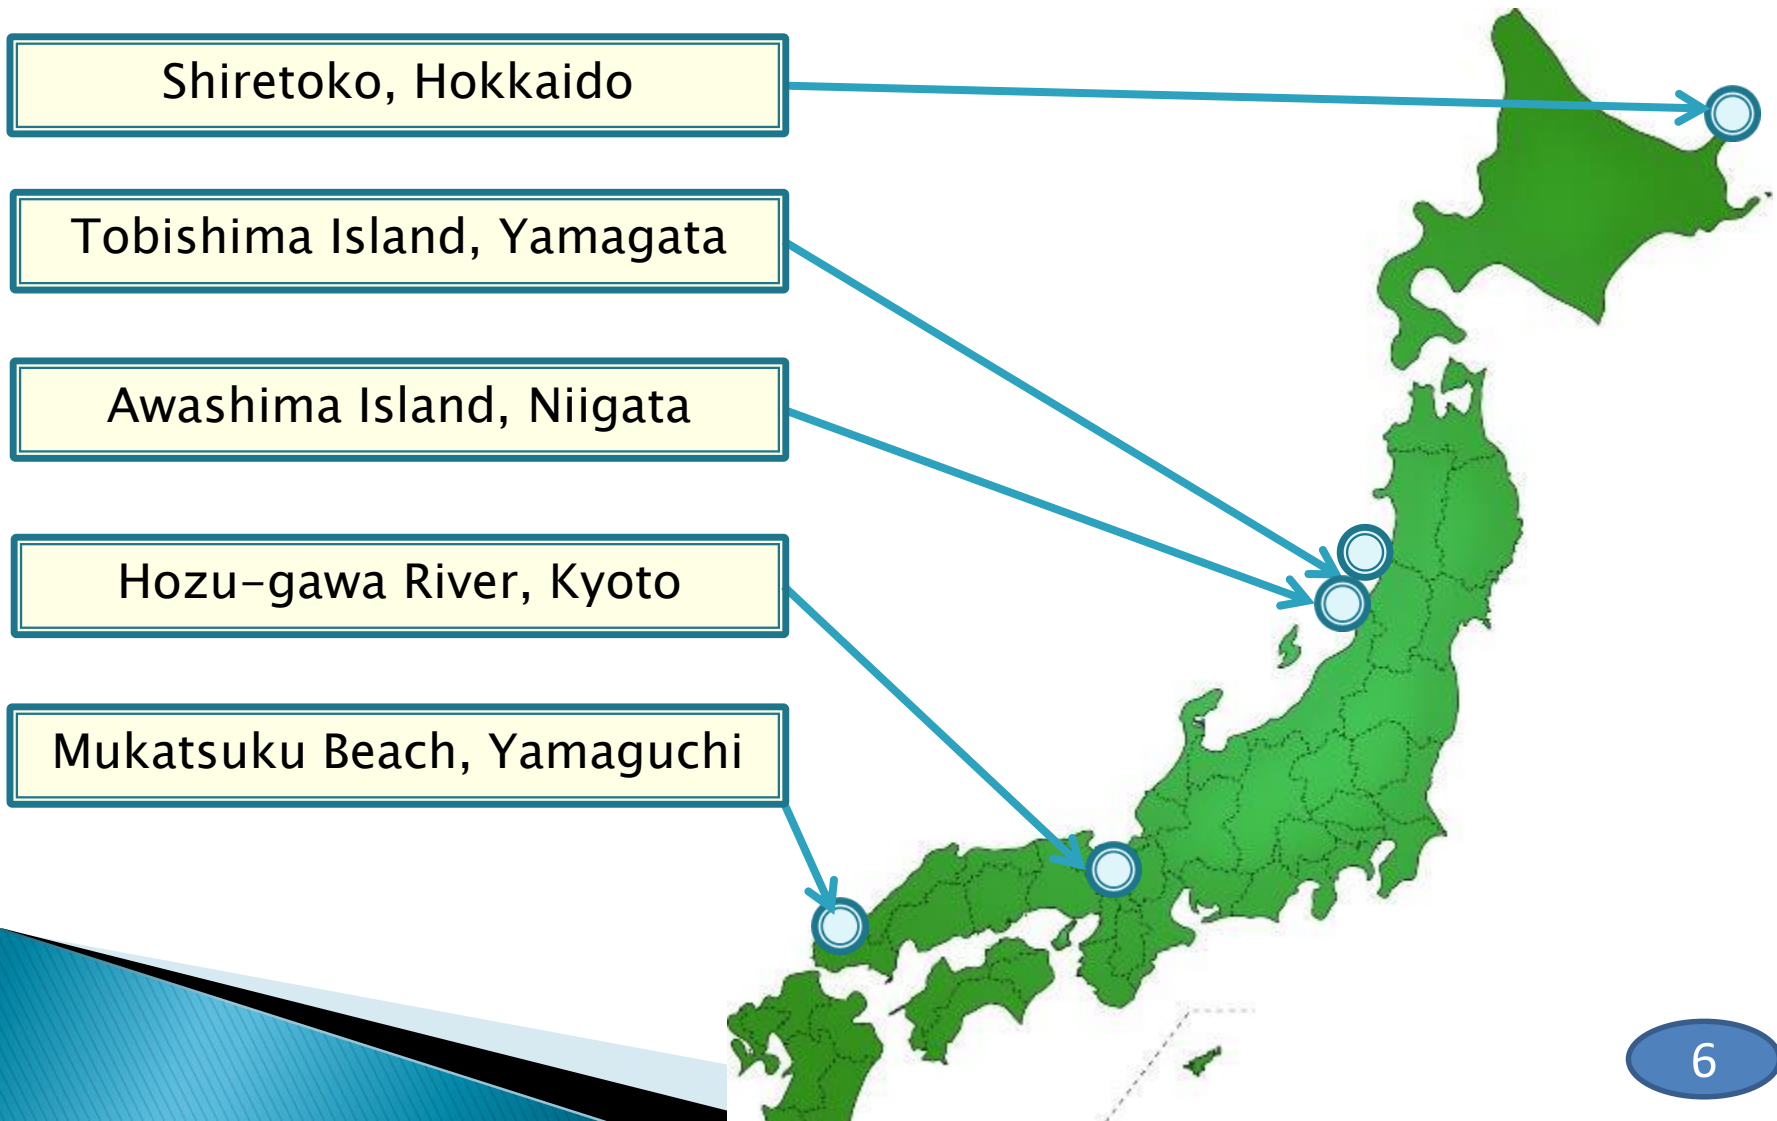 Shiretoko, Hokkaido
Tobishima Island, Yamagata
Awashima Island, Niigata
Hozu-gawa River, Kyoto
Mukatsuku Beach, Yamaguchi
6